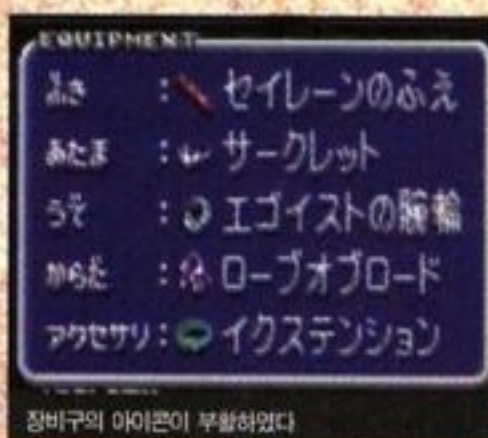 EQUIPMENT
ぶき : セイレーンのふえ
あたま : サークレット
うで : エゴイストの腕輪
からだ : ローブオブロード
アクセサリ : イクステンション
장비구의 아이콘이 부활하였다